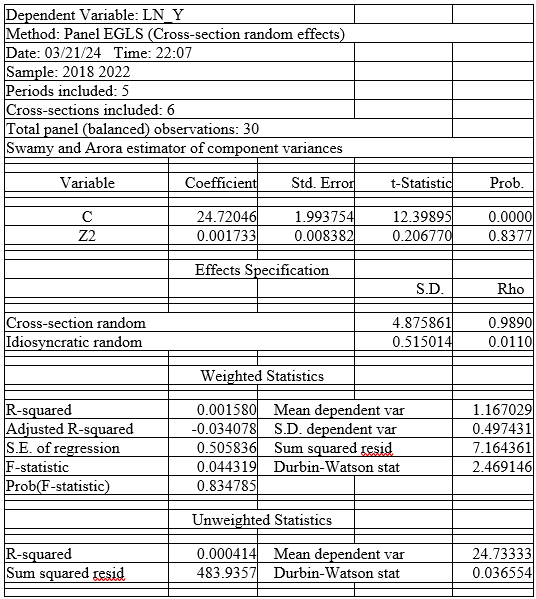 Dependent Variable: LN_Y
Method: Panel EGLS (Cross-section random effects)
Date: 03/21/24 Time: 22:07
Sample: 2018 2022
Periods included: 5
Cross-sections included: 6
Total panel (balanced) observations: 30
Swamy and Arora estimator of component variances
Variable Coefficient Std. Error t-Statistic Prob.
C 24.72046 1.993754 12.39895 0.0000
Z2 0.001733 0.008382 0.206770 0.8377
Effects Specification
S.D. Rho
Cross-section random 4.875861 0.9890
Idiosyncratic random 0.515014 0.0110
Weighted Statistics
R-squared 0.001580 Mean dependent var 1.167029
Adjusted R-squared -0.034078 S.D. dependent var 0.497431
S.E. of regression 0.505836 Sum squared resid 7.164361
F-statistic 0.044319 Durbin-Watson stat 2.469146
Prob(F-statistic) 0.834785
Unweighted Statistics
R-squared 0.000414 Mean dependent var 24.73333
Sum squared resid 483.9357 Durbin-Watson stat 0.036554